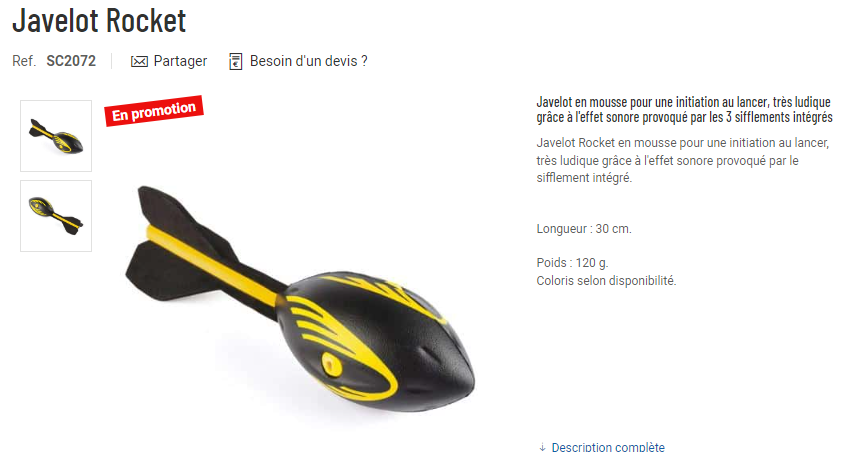 Javelot Rocket
Ref. SC2072 Partager Besoin d'un devis ?
En promotion
Javelot en mousse pour une initiation au lancer, très ludique
grâce à l'effet sonore provoqué par les 3 sifflements intégrés
Javelot Rocket en mousse pour une initiation au lancer,
très ludique grâce à l'effet sonore provoqué par le
sifflement intégré.
Longueur : 30 cm.
Poids : 120 g.
Coloris selon disponibilité.
Description complète